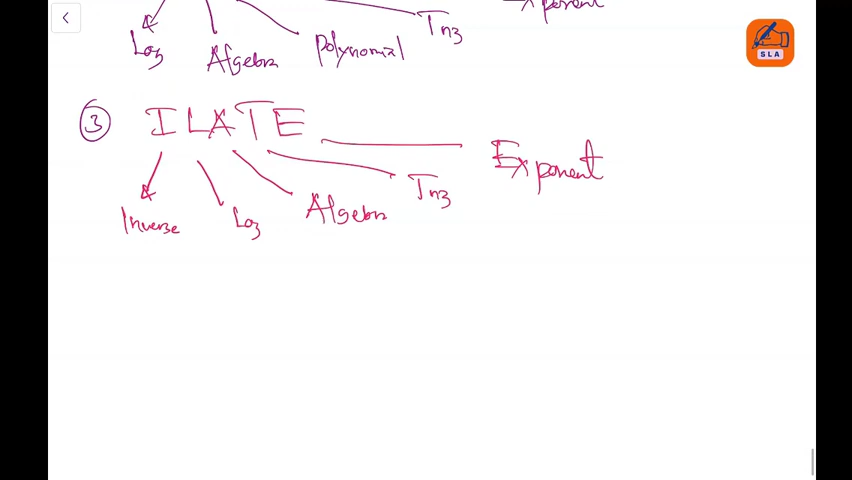 Exponent
Log Algebra Polynomial Trig
③ ILATE
Inverse Log Algebra Trig Exponent
SLA